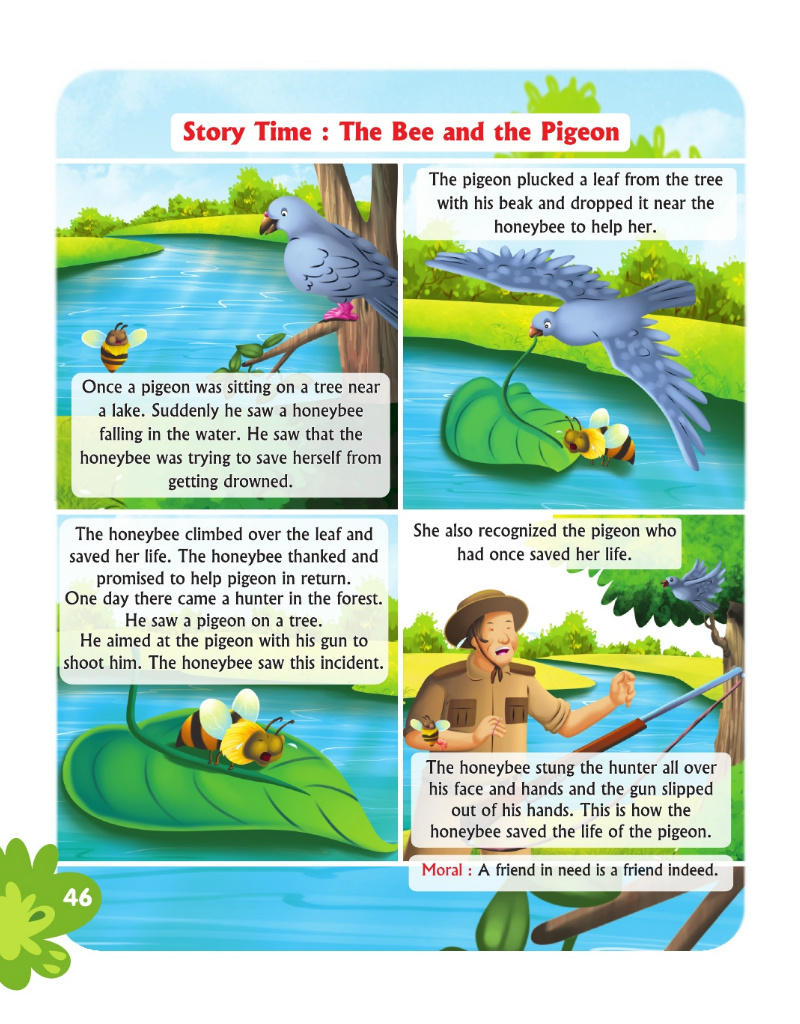 Story Time : The Bee and the Pigeon
Once a pigeon was sitting on a tree near
a lake. Suddenly he saw a honeybee
falling in the water. He saw that the
honeybee was trying to save herself from
getting drowned.
The pigeon plucked a leaf from the tree
with his beak and dropped it near the
honeybee to help her.
The honeybee climbed over the leaf and
saved her life. The honeybee thanked and
promised to help pigeon in return.
One day there came a hunter in the forest.
He saw a pigeon on a tree.
He aimed at the pigeon with his gun to
shoot him. The honeybee saw this incident.
She also recognized the pigeon who
had once saved her life.
The honeybee stung the hunter all over
his face and hands and the gun slipped
out of his hands. This is how the
honeybee saved the life of the pigeon.
Moral : A friend in need is a friend indeed.
46